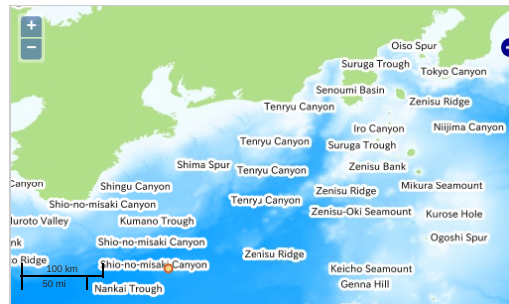 +
−
Oiso Spur
Suruga Trough
Tokyo Canyon
Senoumi Basin
Tenryu Canyon
Zenisu Ridge
Iro Canyon
Niijima Canyon
Tenryu Canyon
Suruga Trough
Shima Spur
Tenryu Canyon
Zenisu Bank
Canyon
Shingu Canyon
Zenisu Ridge
Mikura Seamount
Shio-no-misaki Canyon
Tenryu Canyon
Zenisu-Oki Seamount
Kurose Hole
uroto Valley
Kumano Trough
Ogoshi Spur
nk
Shio-no-misaki Canyon
Zenisu Ridge
o Ridge
Shio-no-misaki Canyon
Keicho Seamount
100 km
50 mi
Nankai Trough
Genna Hill